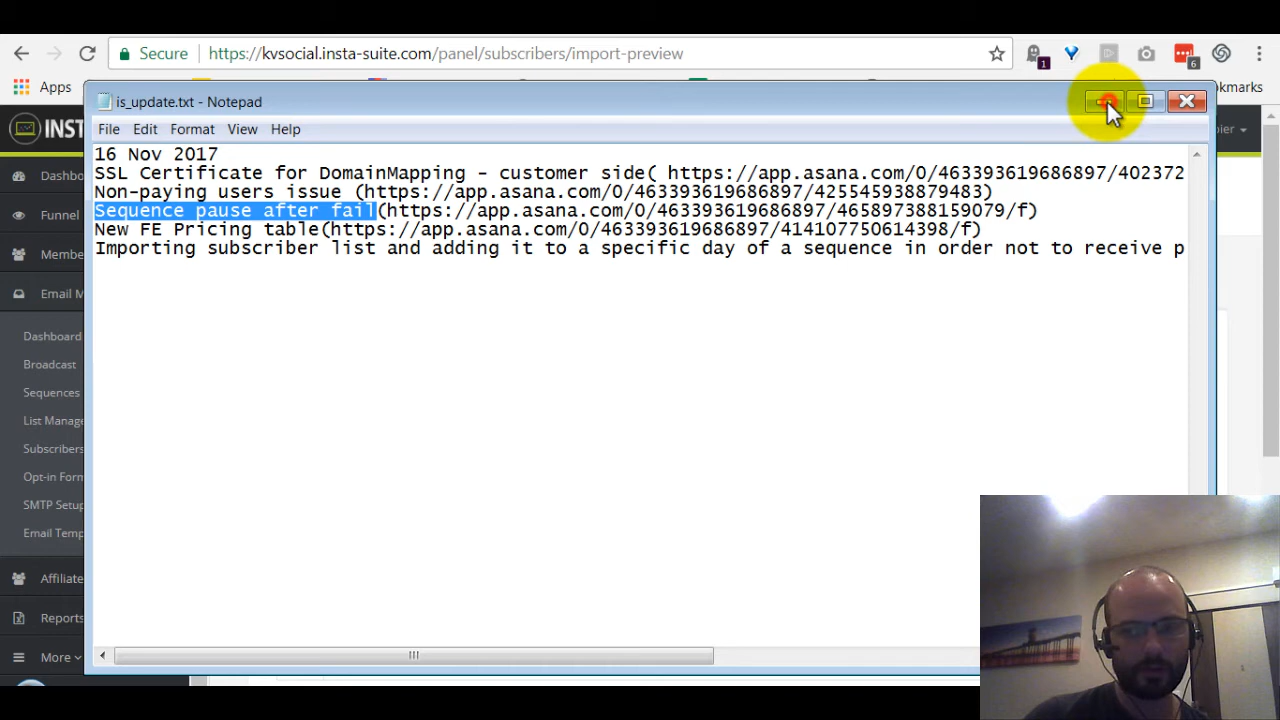 Secure https://kvsocial.insta-suite.com/panel/subscribers/import-preview
1
6
Apps
okmarks
is_update.txt - Notepad
INST
pier
File Edit Format View Help
16 Nov 2017
SSL Certificate for DomainMapping - customer side( https://app.asana.com/0/463393619686897/402372
Non-paying users issue (https://app.asana.com/0/463393619686897/425545938879483)
Sequence pause after fail(https://app.asana.com/0/463393619686897/465897388159079/f)
New FE Pricing table(https://app.asana.com/0/463393619686897/414107750614398/f)
Importing subscriber list and adding it to a specific day of a sequence in order not to receive p
Dashbo
Funnel
Membe
Email M
Dashboard
Broadcast
Sequences
List Manage
Subscribers
Opt-in Form
SMTP Setup
Email Temp
Affiliate
Reports
More